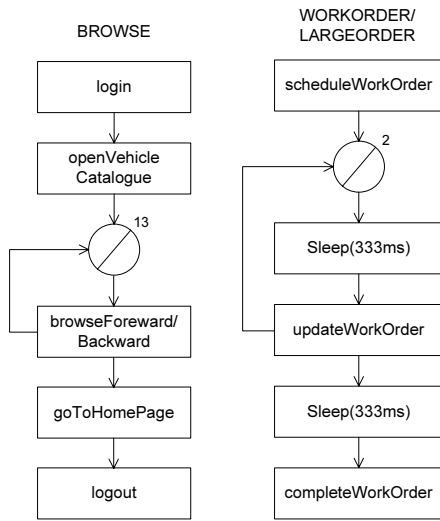 BROWSE
login
openVehicle
Catalogue
13
browseForeward/
Backward
goToHomePage
logout
WORKORDER/
LARGEORDER
scheduleWorkOrder
2
Sleep(333ms)
updateWorkOrder
Sleep(333ms)
completeWorkOrder